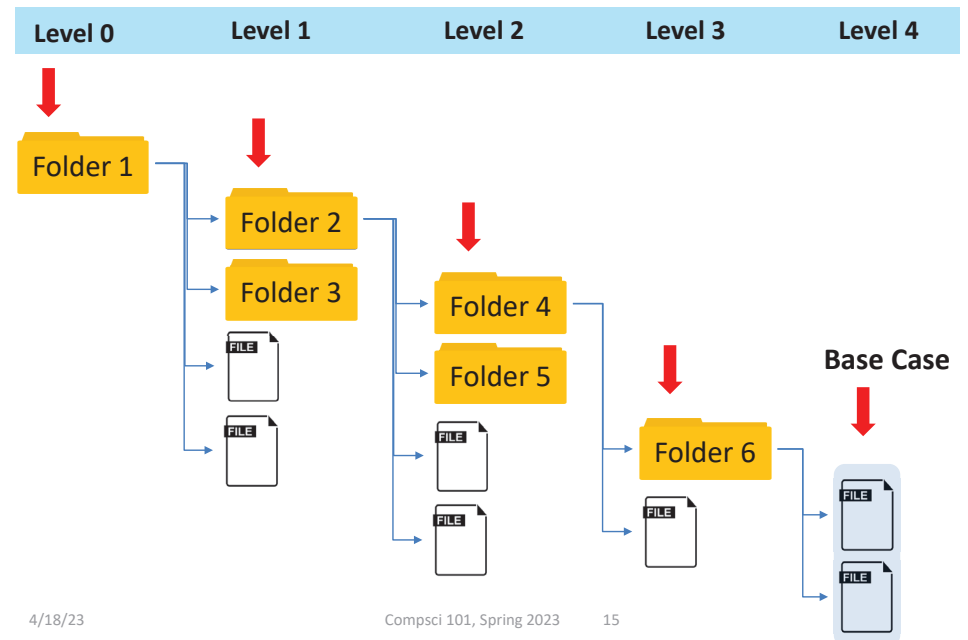 Level 0 Level 1 Level 2 Level 3 Level 4
Folder 1
Folder 2
Folder 3
FILE
FILE
Folder 4
Folder 5
FILE
FILE
Folder 6
FILE
Base Case
FILE
FILE
4/18/23 Compsci 101, Spring 2023 15